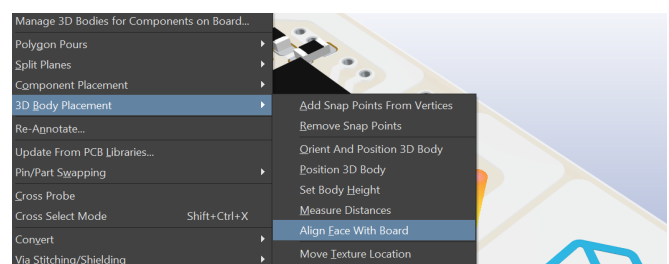 Manage 3D Bodies for Components on Board...
Polygon Pours
Split Planes
Component Placement
3D Body Placement
Re-Annotate...
Update From PCB Libraries...
Pin/Part Swapping
Cross Probe
Cross Select Mode Shift+Ctrl+X
Convert
Via Stitching/Shielding
Add Snap Points From Vertices
Remove Snap Points
Orient And Position 3D Body
Position 3D Body
Set Body Height
Measure Distances
Align Face With Board
Move Texture Location